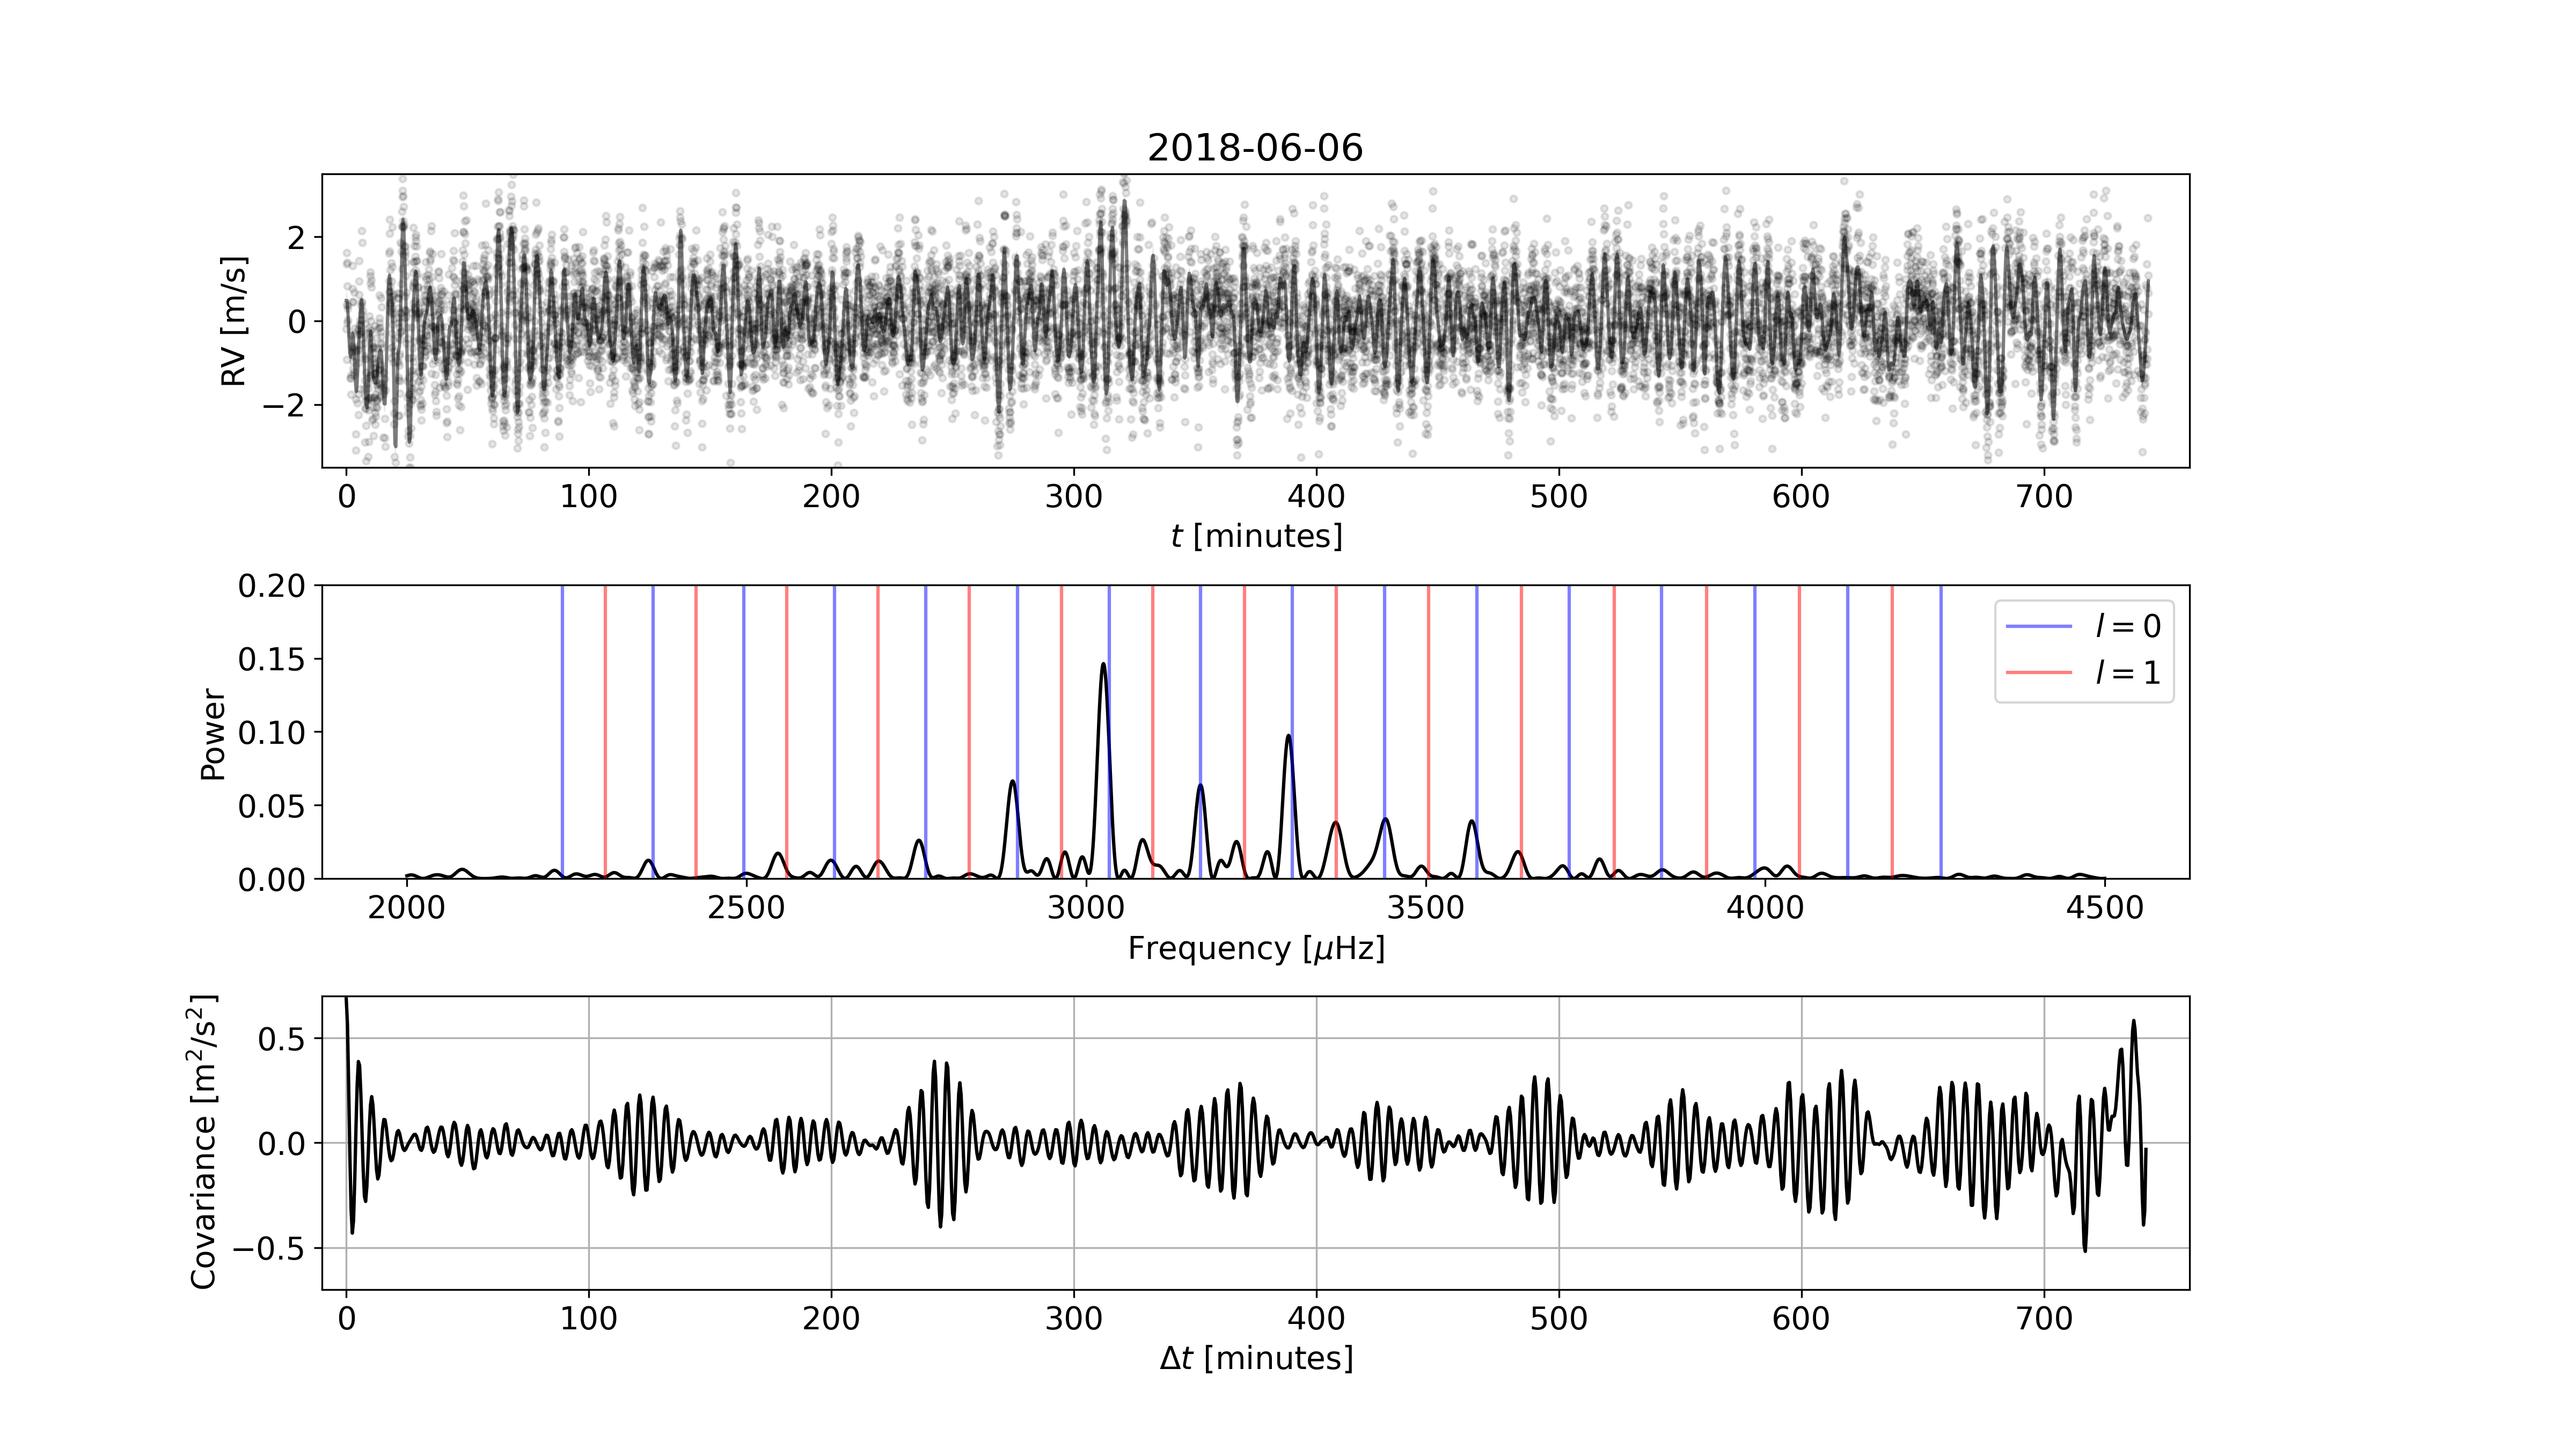 2018-06-06
RV [m/s]
2
0
−2
0 100 200 300 400 500 600 700
t [minutes]
Power
0.20
0.15
0.10
0.05
0.00
l = 0
l = 1
2000 2500 3000 3500 4000 4500
Frequency [μHz]
Covariance [m²/s²]
0.5
0.0
−0.5
0 100 200 300 400 500 600 700
Δt [minutes]